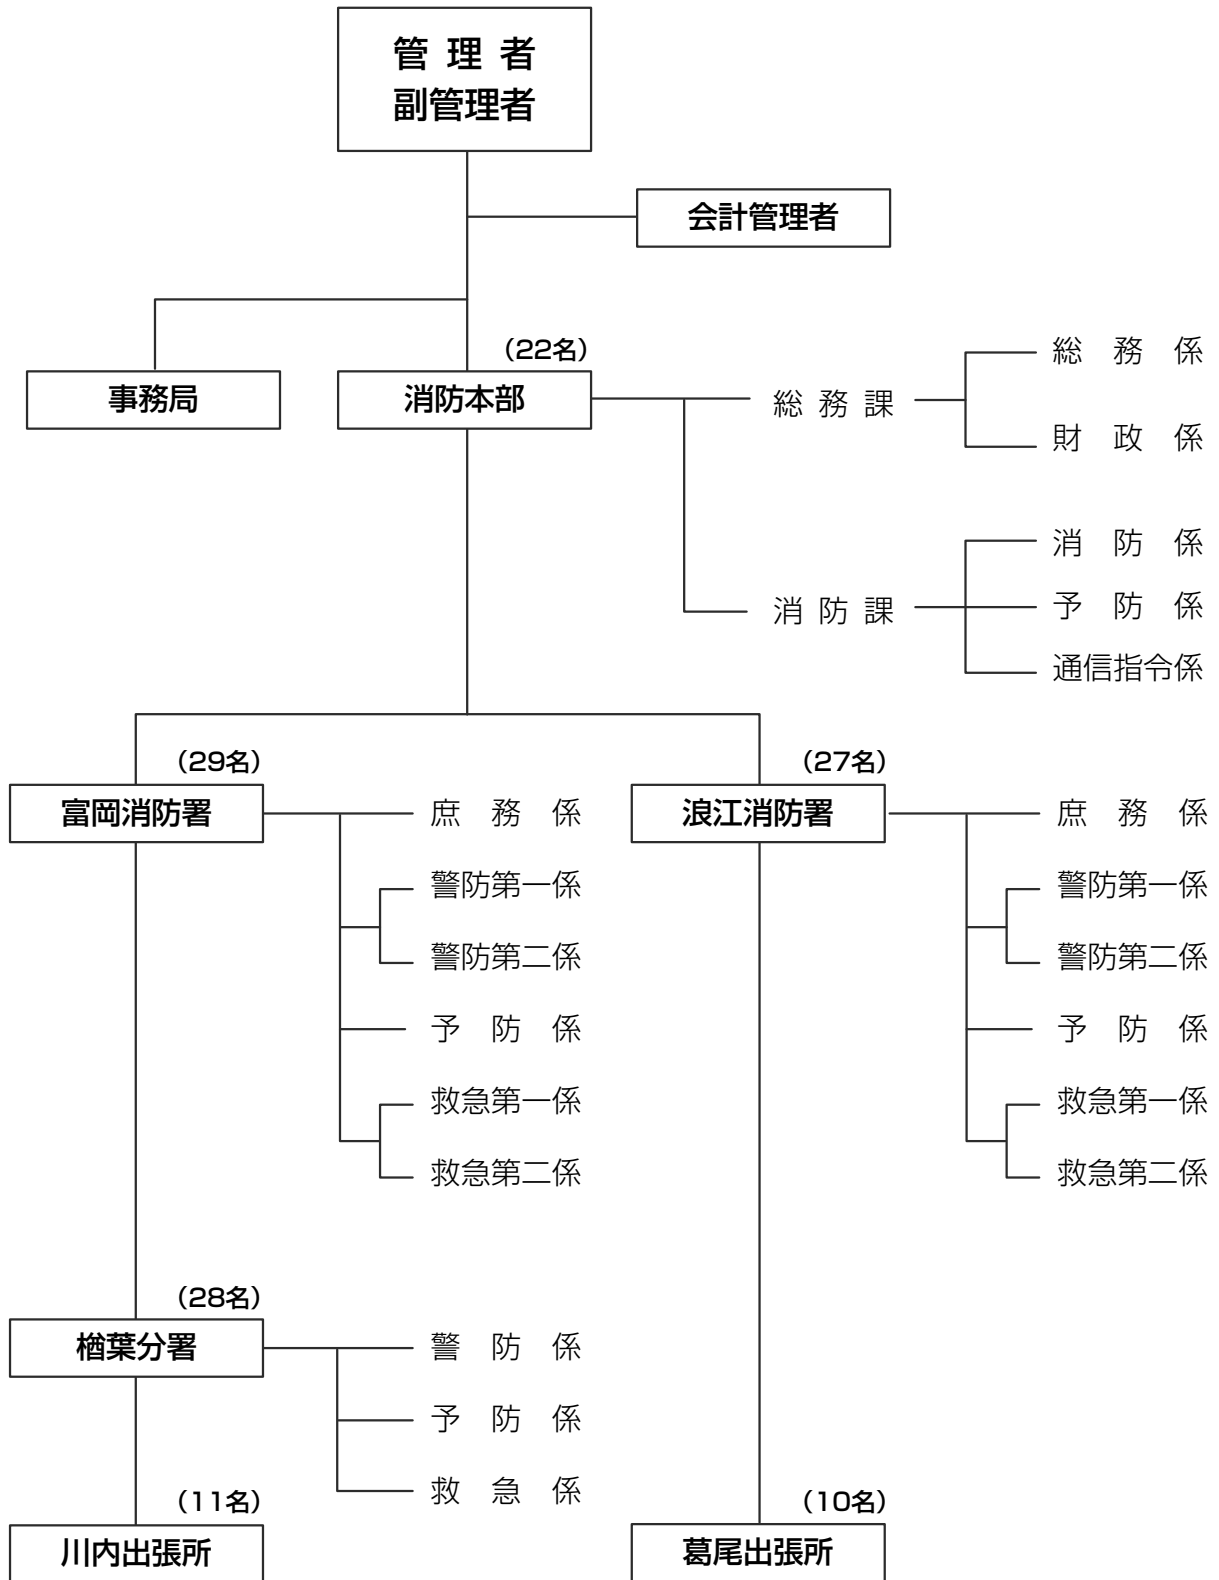 管理者
副管理者
会計管理者
(22名)
事務局
消防本部
総務課
総務係
財政係
消防課
消防係
予防係
通信指令係
(29名)
富岡消防署
庶務係
警防第一係
警防第二係
予防係
救急第一係
救急第二係
(27名)
浪江消防署
庶務係
警防第一係
警防第二係
予防係
救急第一係
救急第二係
(28名)
楢葉分署
警防係
予防係
救急係
(11名)
川内出張所
(10名)
葛尾出張所